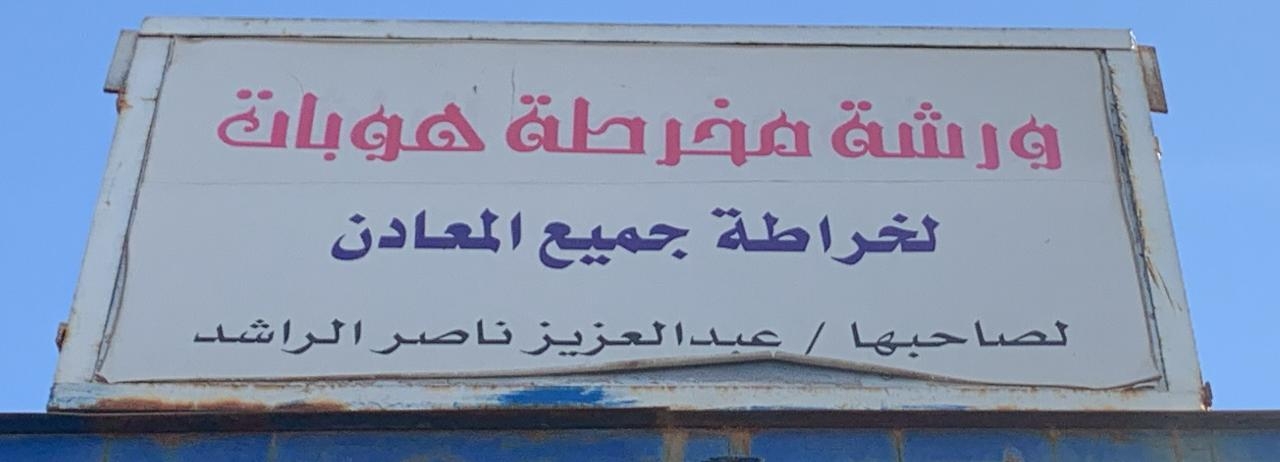 ورشة مخرطة هوبات
لخراطة جميع المعادن
لصاحبها / عبدالعزيز ناصر الراشد